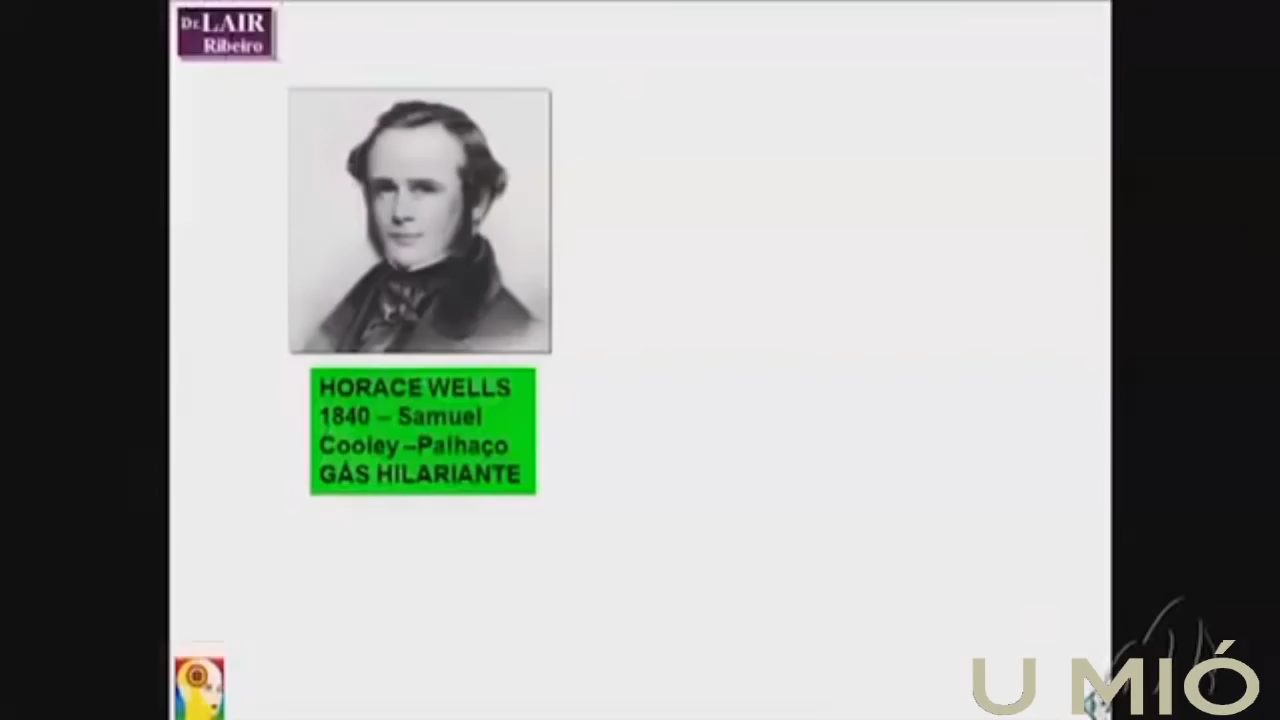 Dr. LAIR
Ribeiro
HORACE WELLS
1840 – Samuel
Cooley –Palhaço
GÁS HILARIANTE
U MIÓ